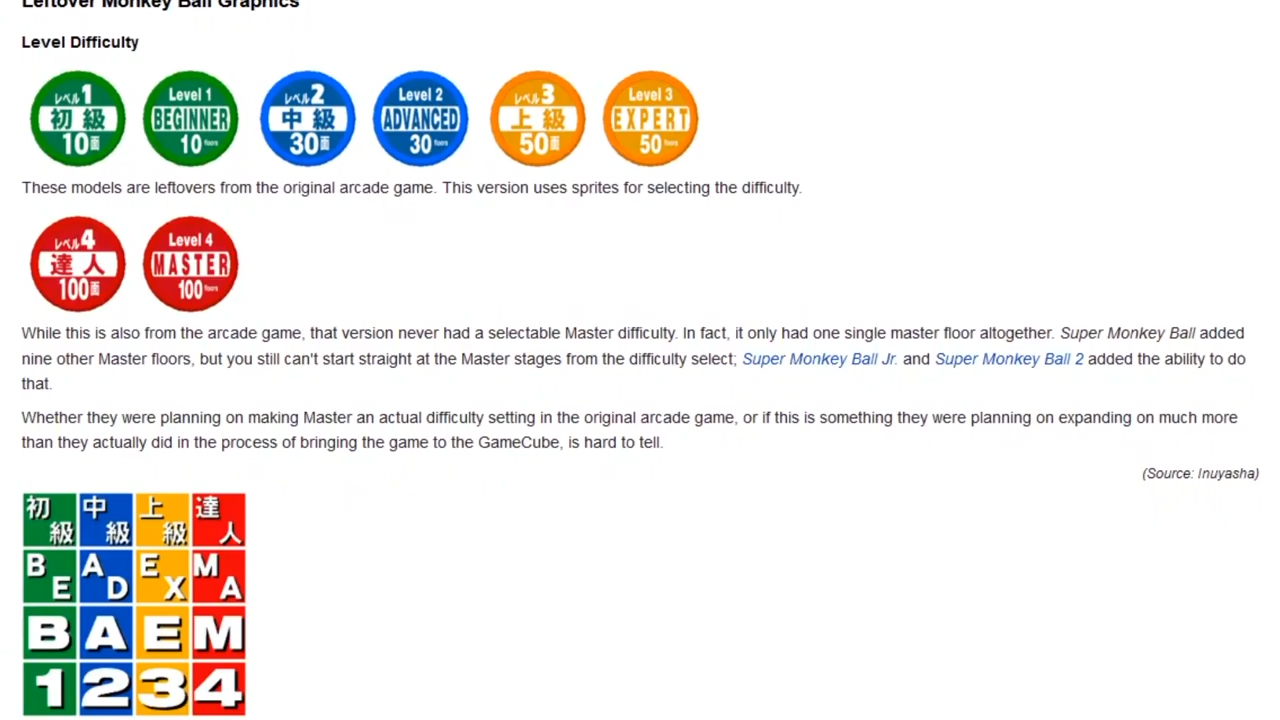 Leftover Monkey Ball Graphics
Level Difficulty
レベル1
初級
10面
Level 1
BEGINNER
10 floors
レベル2
中級
30面
Level 2
ADVANCED
30 floors
レベル3
上級
50面
Level 3
EXPERT
50 floors
These models are leftovers from the original arcade game. This version uses sprites for selecting the difficulty.
レベル4
達人
100面
Level 4
MASTER
100 floors
While this is also from the arcade game, that version never had a selectable Master difficulty. In fact, it only had one single master floor altogether. Super Monkey Ball added
nine other Master floors, but you still can't start straight at the Master stages from the difficulty select; Super Monkey Ball Jr. and Super Monkey Ball 2 added the ability to do
that.
Whether they were planning on making Master an actual difficulty setting in the original arcade game, or if this is something they were planning on expanding on much more
than they actually did in the process of bringing the game to the GameCube, is hard to tell.
(Source: Inuyasha)
初級 中級 上級 達人
BE AD EX MA
B A E M
1 2 3 4